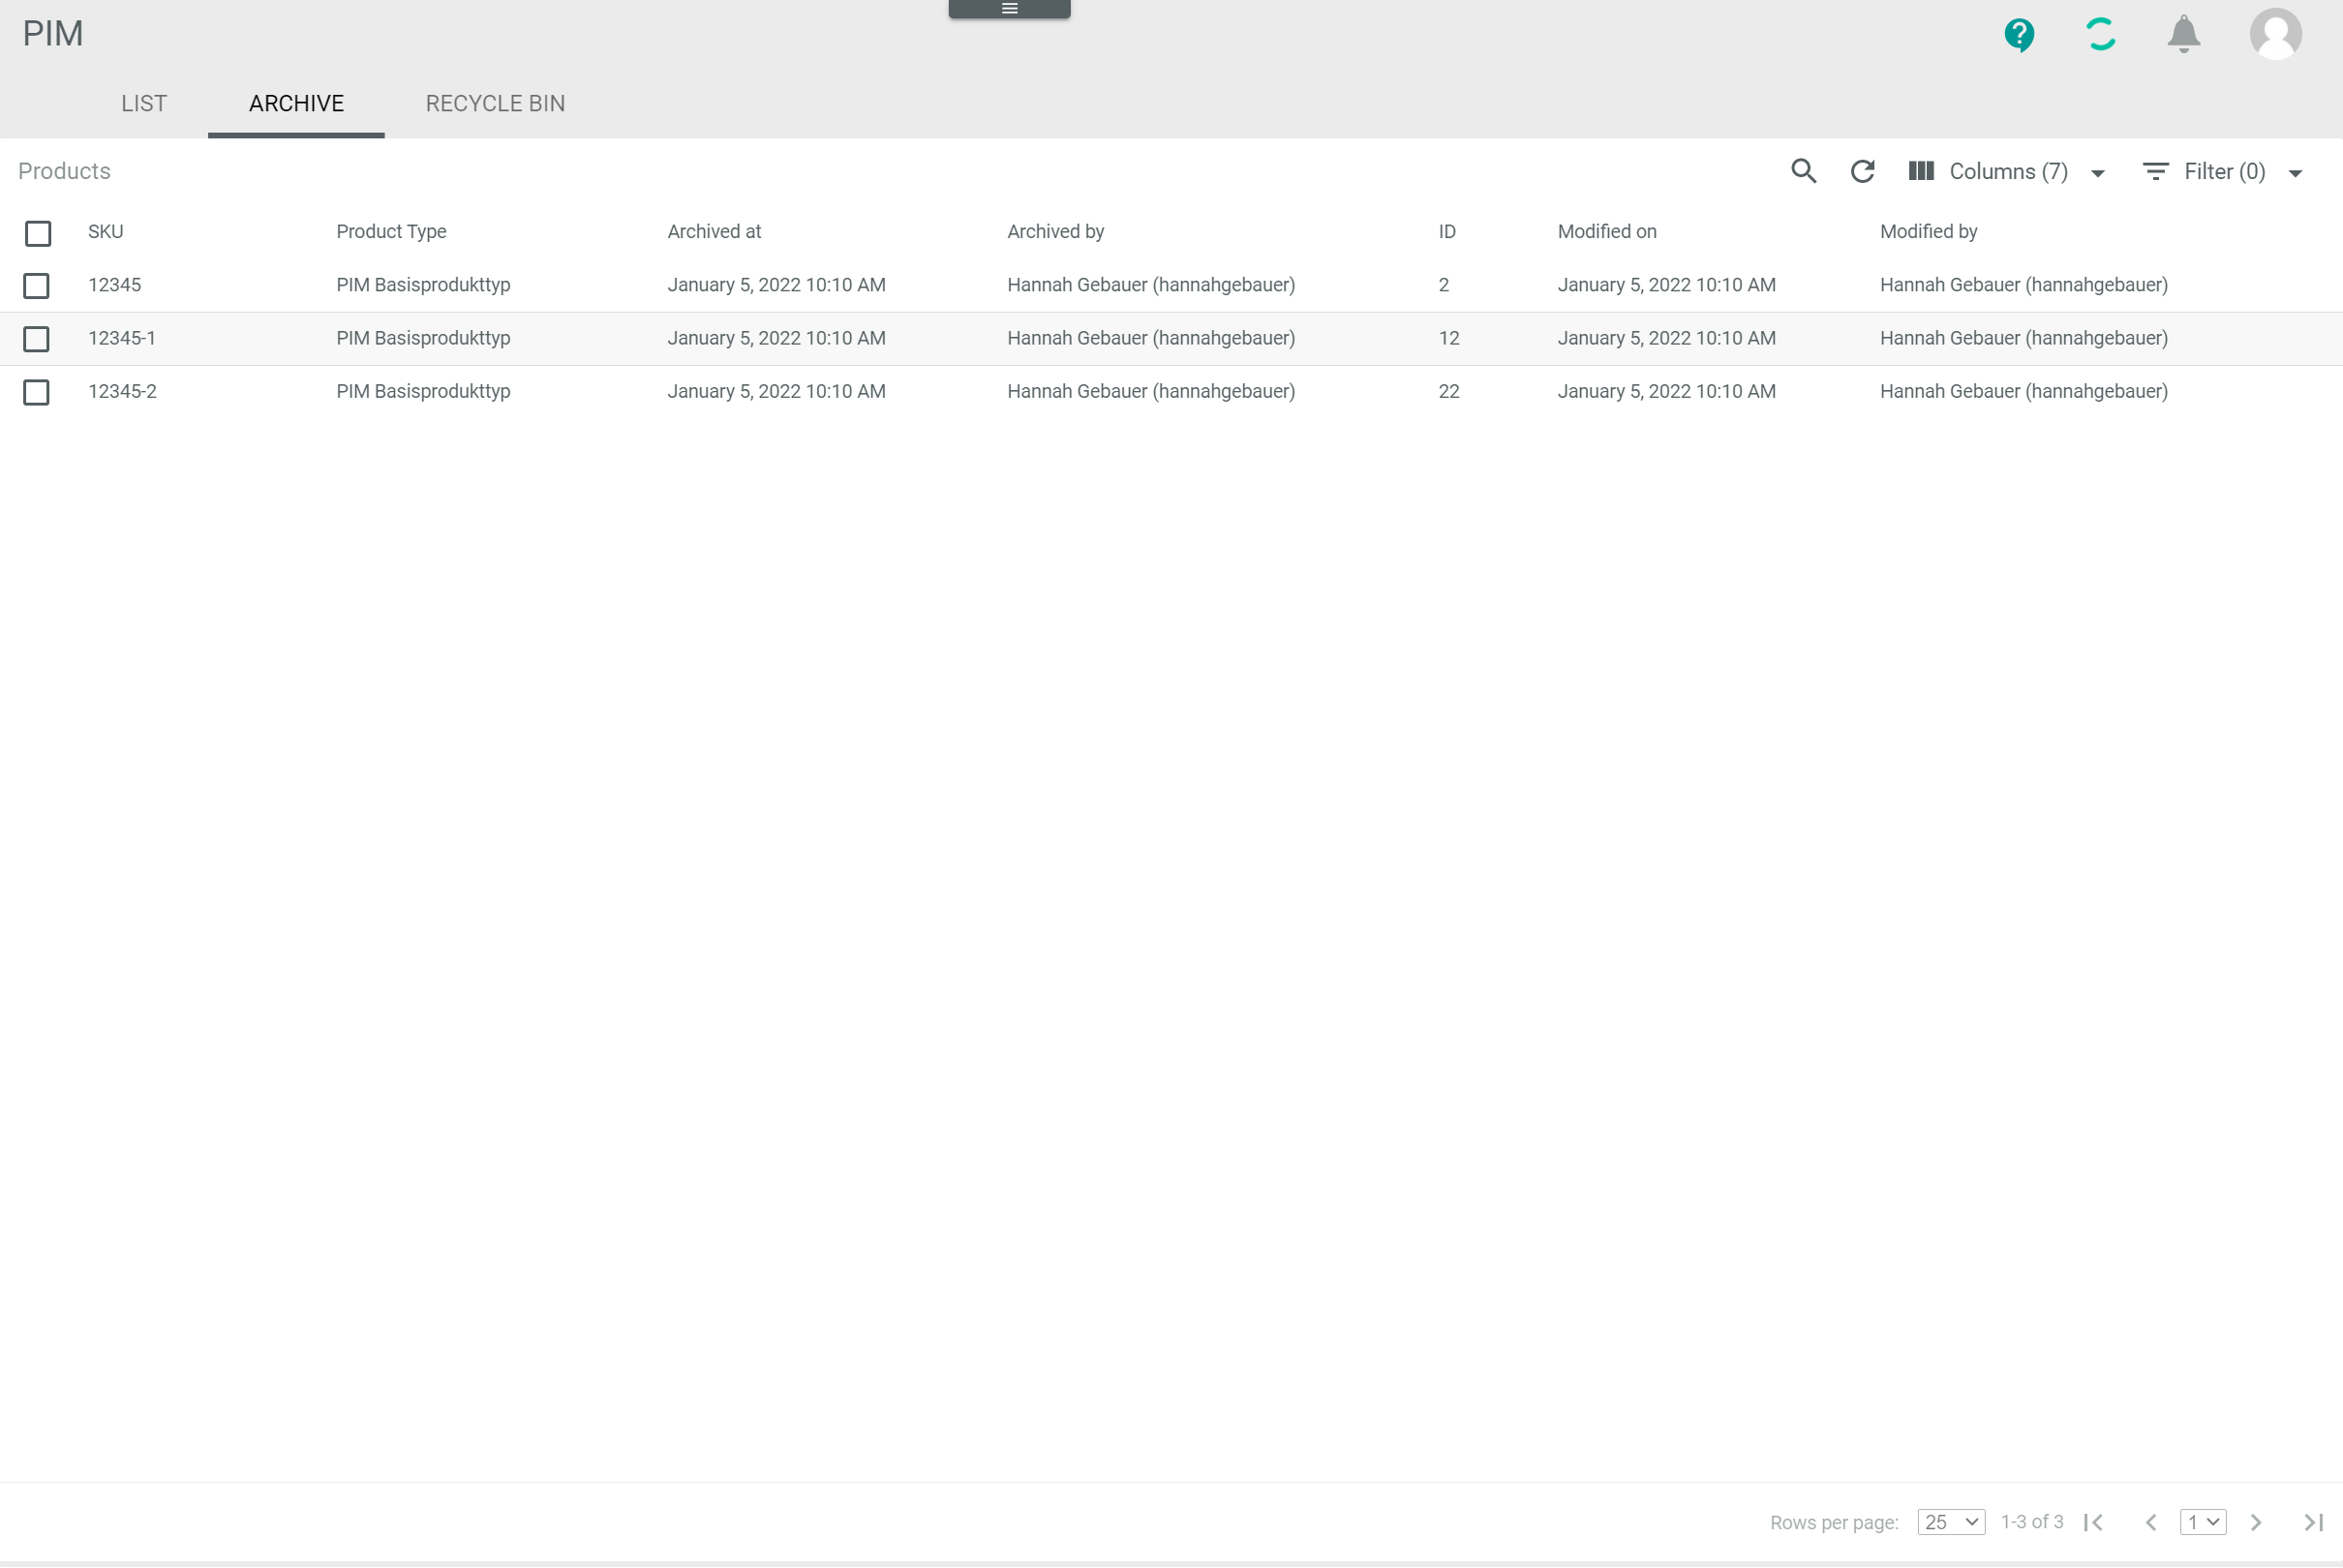 PIM
LIST ARCHIVE RECYCLE BIN
Products Columns (7) Filter (0)
SKU Product Type Archived at Archived by ID Modified on Modified by
12345 PIM Basisprodukttyp January 5, 2022 10:10 AM Hannah Gebauer (hannahgebauer) 2 January 5, 2022 10:10 AM Hannah Gebauer (hannahgebauer)
12345-1 PIM Basisprodukttyp January 5, 2022 10:10 AM Hannah Gebauer (hannahgebauer) 12 January 5, 2022 10:10 AM Hannah Gebauer (hannahgebauer)
12345-2 PIM Basisprodukttyp January 5, 2022 10:10 AM Hannah Gebauer (hannahgebauer) 22 January 5, 2022 10:10 AM Hannah Gebauer (hannahgebauer)
Rows per page: 25 1-3 of 3 1